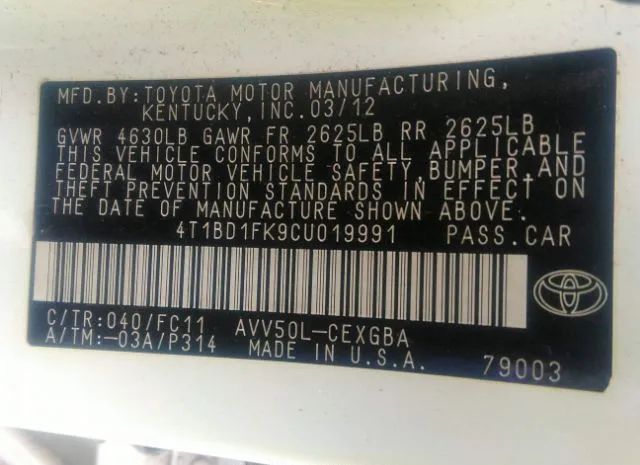 MFD.BY:TOYOTA MOTOR MANUFACTURING,
KENTUCKY,INC.03/12
GVWR 4630LB GAWR FR 2625LB RR 2625LB
THIS VEHICLE CONFORMS TO ALL APPLICABLE
FEDERAL MOTOR VEHICLE SAFETY,BUMPER,AND
THEFT PREVENTION STANDARDS IN EFFECT ON
THE DATE OF MANUFACTURE SHOWN ABOVE.
4T1BD1FK9CU019991 PASS.CAR
C/TR:040/FC11 AVV50L-CEXGBA
A/TM:-03A/P314 MADE IN U.S.A. 79003